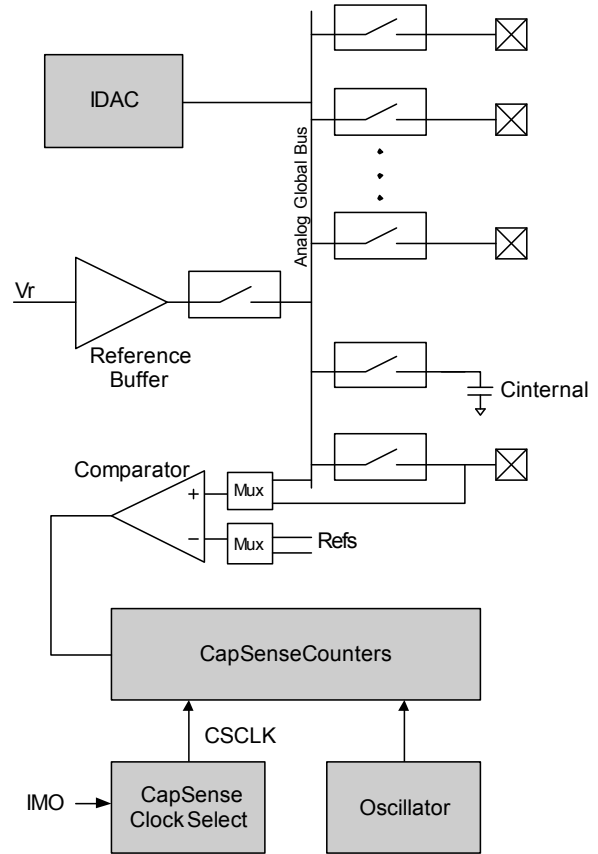 IDAC
Analog Global Bus
Vr
Reference
Buffer
Cinternal
Comparator
+
Mux
−
Mux
Refs
CapSenseCounters
CSCLK
IMO
CapSense
Clock Select
Oscillator